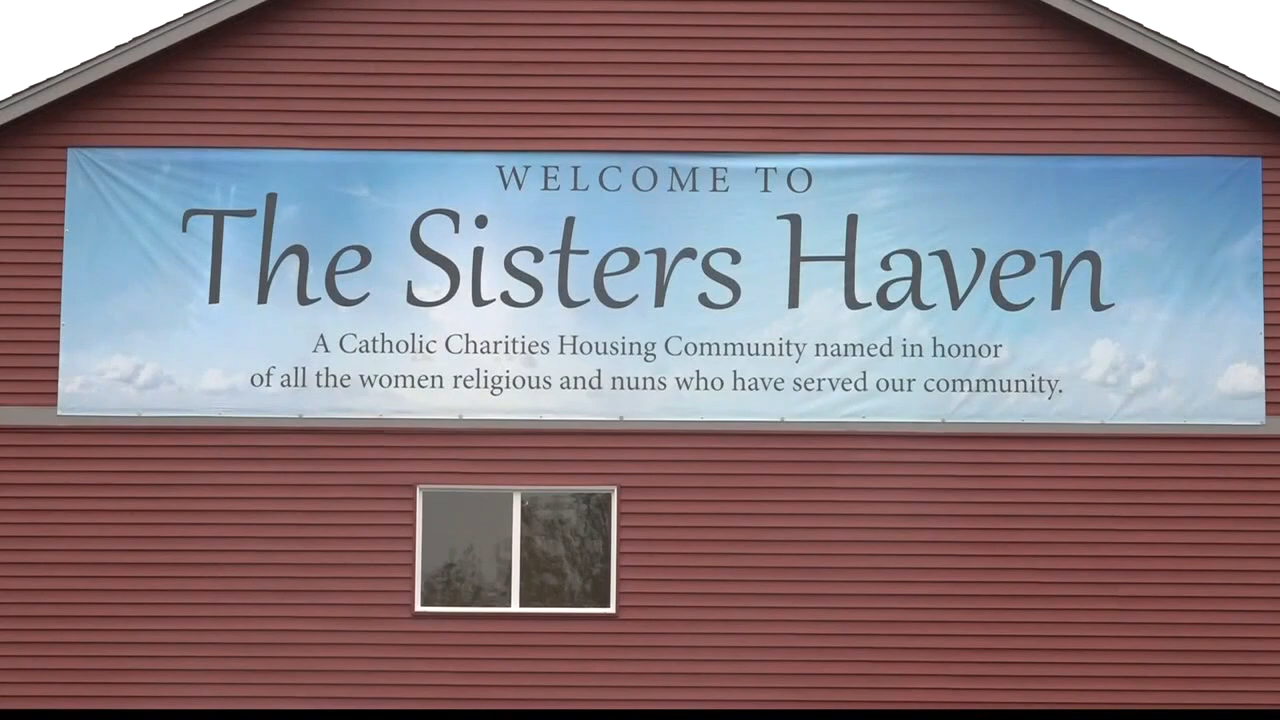 WELCOME TO
The Sisters Haven
A Catholic Charities Housing Community named in honor
of all the women religious and nuns who have served our community.